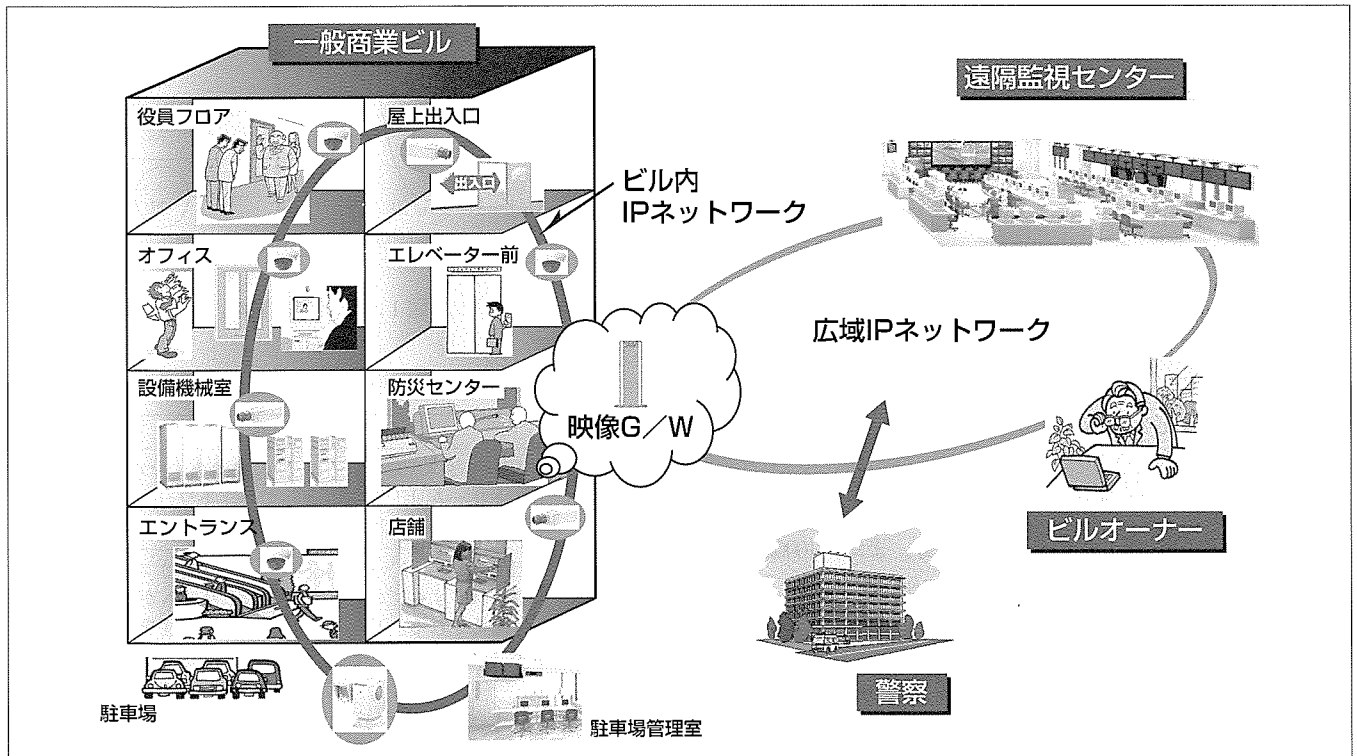 一般商業ビル
遠隔監視センター
役員フロア
屋上出入口
出入口
ビル内
IPネットワーク
オフィス
エレベーター前
広域IPネットワーク
設備機械室
防災センター
映像G/W
エントランス
店舗
ビルオーナー
警察
駐車場
駐車場管理室